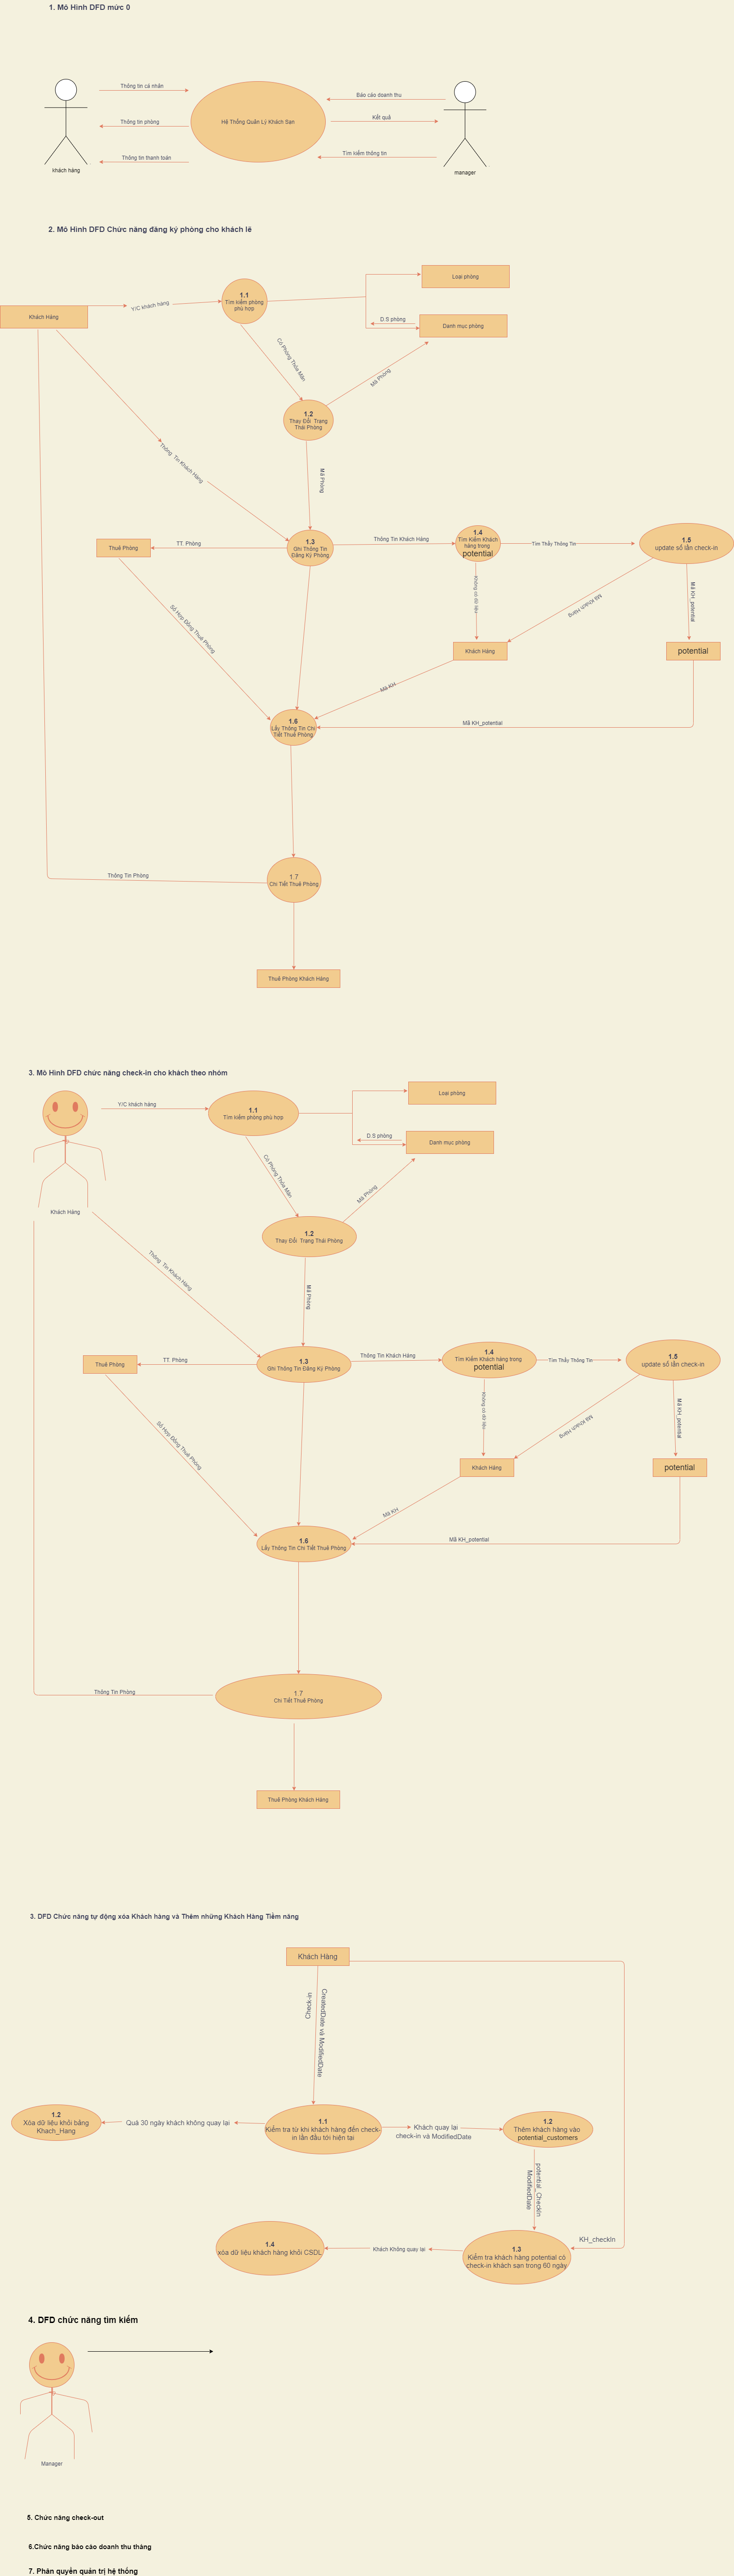 1. Mô Hình DFD mức 0
Thông tin cá nhân
Báo cáo doanh thu
Hệ Thống Quản Lý Khách Sạn
Kết quả
Thông tin phòng
Tìm kiếm thông tin
Thông tin thanh toán
khách hàng
manager
2. Mô Hình DFD Chức năng đăng ký phòng cho khách lẻ
Loại phòng
1.1
Tìm kiếm phòng
phù hợp
Y/C khách hàng
Khách Hàng
D.S phòng
Danh mục phòng
Có Phòng Thỏa Mãn
Mã Phòng
1.2
Thay Đổi Trạng
Thái Phòng
Thông Tin Khách Hàng
Mã Phòng
1.3
Ghi Thông Tin
Đăng Ký Phòng
TT. Phòng
Thuê Phòng
Thông Tin Khách Hàng
1.4
Tìm Kiếm Khách
hàng trong
potential
Tìm Thấy Thông Tin
1.5
update số lần check-in
Không có dữ liệu
Mã Khách Hàng
Mã KH_potential
Số Hợp Đồng Thuê Phòng
Khách Hàng
potential
Mã KH
1.6
Lấy Thông Tin Chi
Tiết Thuê Phòng
Mã KH_potential
Thông Tin Phòng
1.7
Chi Tiết Thuê Phòng
Thuê Phòng Khách Hàng
3. Mô Hình DFD chức năng check-in cho khách theo nhóm
Loại phòng
Y/C khách hàng
1.1
Tìm kiếm phòng phù hợp
D.S phòng
Danh mục phòng
Có Phòng Thỏa Mãn
Mã Phòng
Khách Hàng
1.2
Thay Đổi Trạng Thái Phòng
Thông Tin Khách Hàng
Mã Phòng
Thuê Phòng
TT. Phòng
1.3
Ghi Thông Tin Đăng Ký Phòng
Thông Tin Khách Hàng
1.4
Tìm Kiếm Khách hàng trong
potential
Tìm Thấy Thông Tin
1.5
update số lần check-in
Không có dữ liệu
Mã Khách Hàng
Mã KH_potential
Số Hợp Đồng Thuê Phòng
Khách Hàng
potential
Mã KH
1.6
Lấy Thông Tin Chi Tiết Thuê Phòng
Mã KH_potential
Thông Tin Phòng
1.7
Chi Tiết Thuê Phòng
Thuê Phòng Khách Hàng
3. DFD Chức năng tự động xóa Khách hàng và Thêm những Khách Hàng Tiềm năng
Khách Hàng
Check-in
CreatedDate và ModifiedDate
1.2
Xóa dữ liệu khỏi bảng
Khach_Hang
Quá 30 ngày khách không quay lại
1.1
Kiểm tra từ khi khách hàng đến check-
in lần đầu tới hiện tại
Khách quay lại
check-in và ModifiedDate
1.2
Thêm khách hàng vào
potential_customers
potential_CheckIn
ModifiedDate
KH_checkIn
1.4
xóa dữ liệu khách hàng khỏi CSDL
Khách Không quay lại
1.3
Kiểm tra khách hàng potential có
check-in khách sạn trong 60 ngày
4. DFD chức năng tìm kiếm
Manager
5. Chức năng check-out
6.Chức năng báo cáo doanh thu tháng
7. Phân quyền quản trị hệ thống